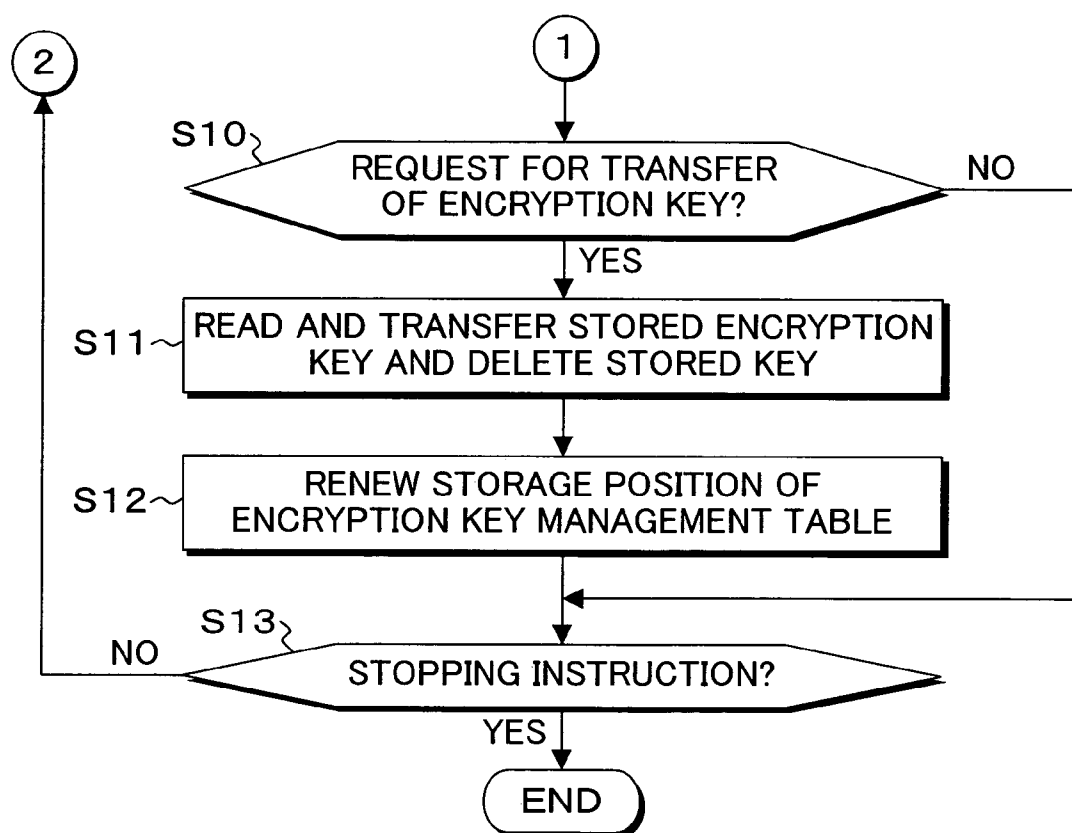 2
1
S10
REQUEST FOR TRANSFER
OF ENCRYPTION KEY?
NO
YES
S11
READ AND TRANSFER STORED ENCRYPTION
KEY AND DELETE STORED KEY
S12
RENEW STORAGE POSITION OF
ENCRYPTION KEY MANAGEMENT TABLE
S13
NO
STOPPING INSTRUCTION?
YES
END